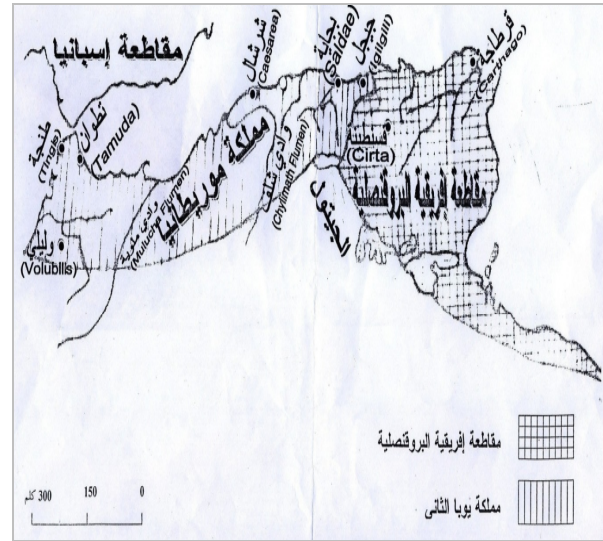 مقاطعة إسبانيا
طنجة
(Tingis)
تطوان
(Tamuda)
وليلي
(Volubilis)
وادي ملوية
(Mulucha Flumen)
مملكة موريطانيا
شرشال
(Caesarea)
وادي شلف
(Chylimath Flumen)
بجاية
(Saldae)
جيجل
(Igilgili)
قسنطينة
(Cirta)
الجيتول
قرطاجة
(Carthago)
مقاطعة إفريقية البروقنصلية
مقاطعة إفريقية البروقنصلية
مملكة يوبا الثاني
300 كلم 150 0